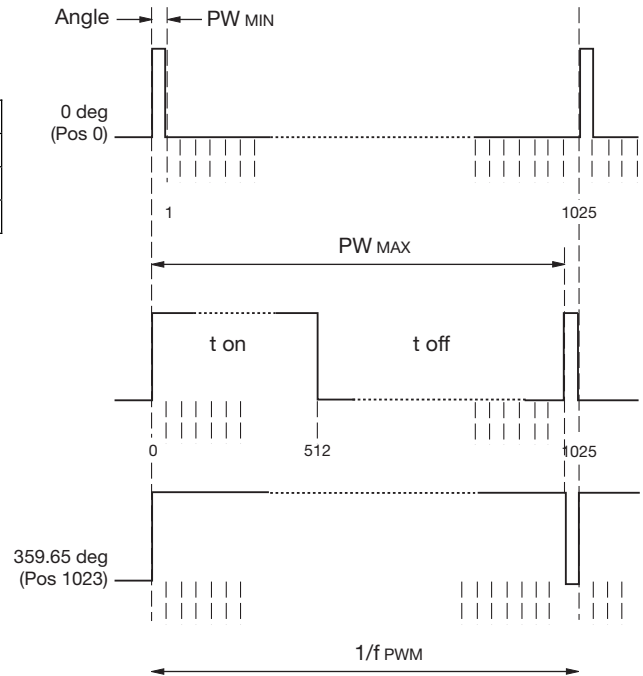 Angle PW MIN
0 deg
(Pos 0)
1 1025
PW MAX
t on t off
0 512 1025
359.65 deg
(Pos 1023)
1/f PWM